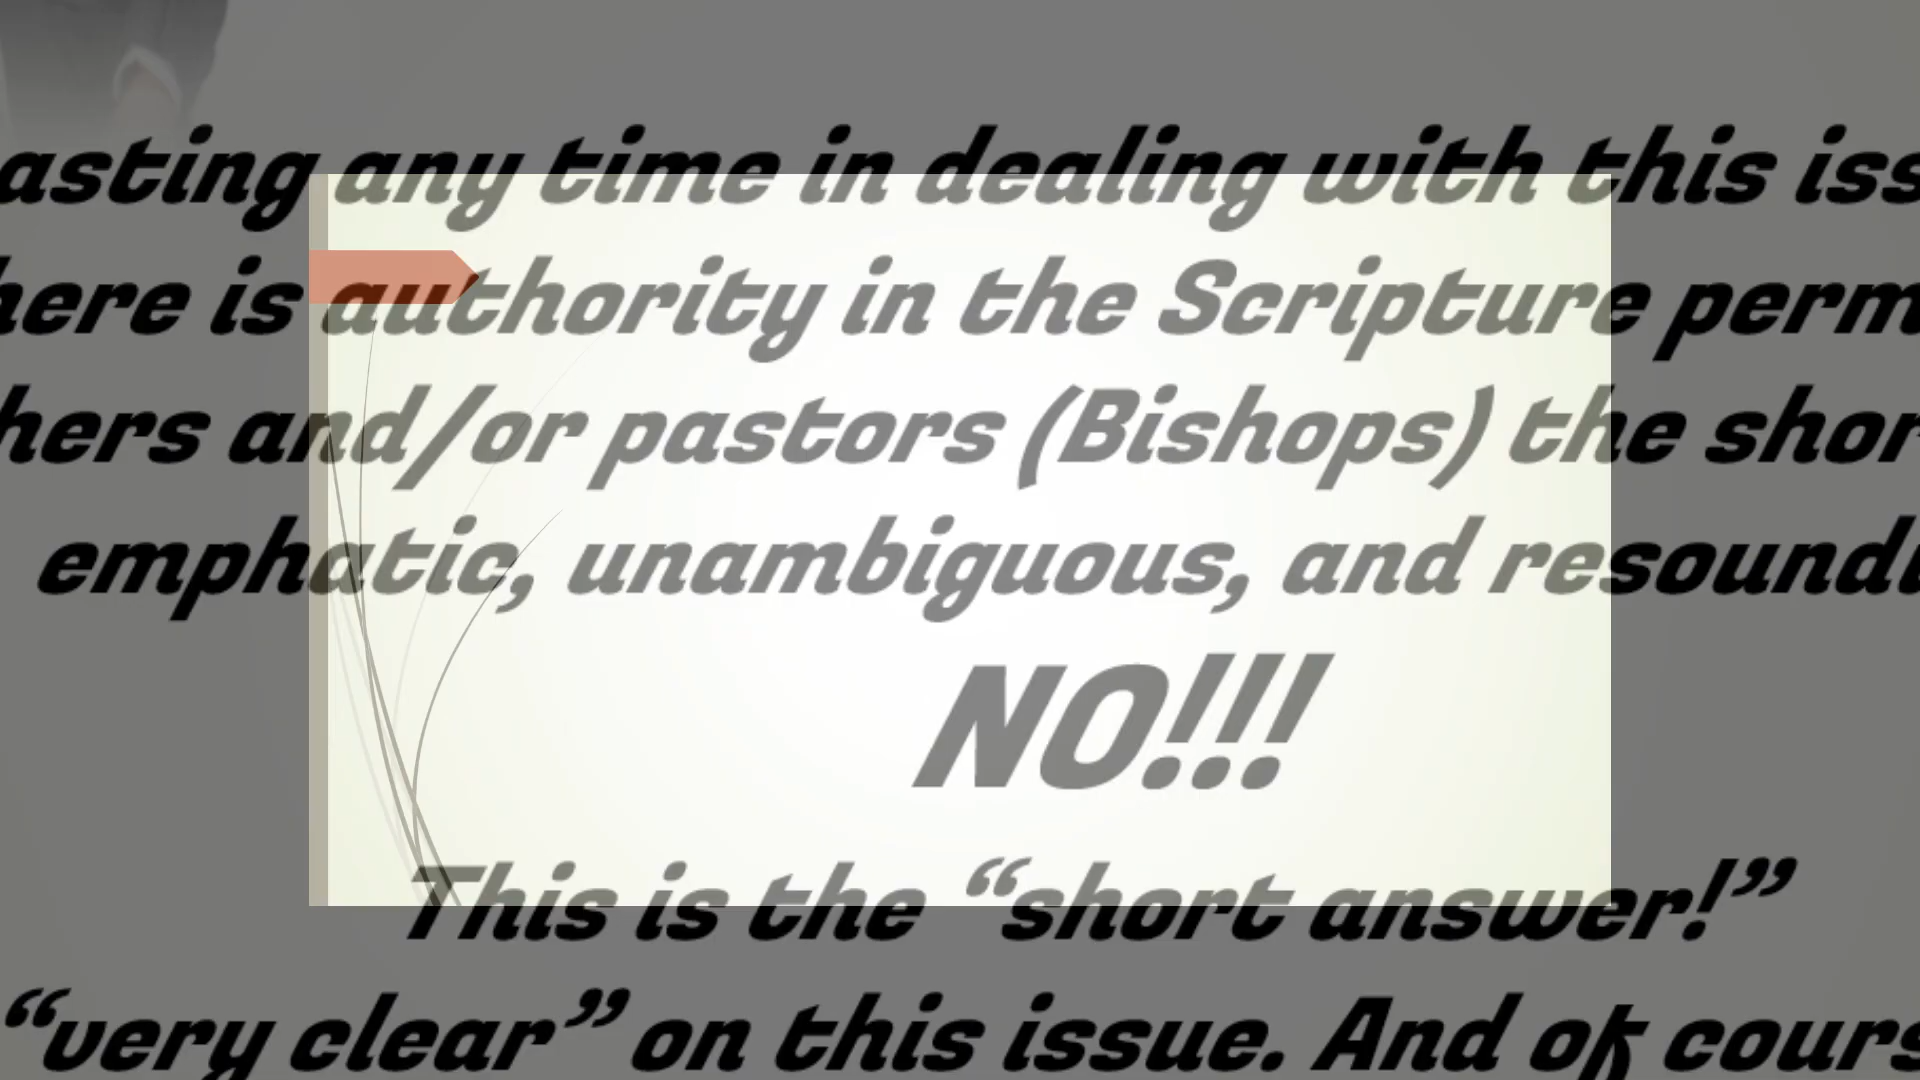 asting any time in dealing with this iss
here is authority in the Scripture perm
hers and/or pastors (Bishops) the shor
emphatic, unambiguous, and resoundi
NO!!!
This is the “short answer!”
“very clear” on this issue. And of cours